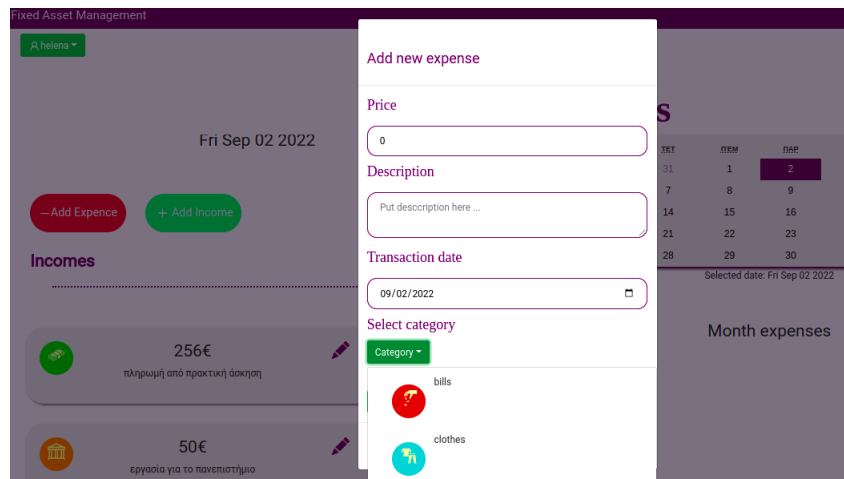 Fixed Asset Management
helena
Fri Sep 02 2022
Add Expence
+ Add Income
Incomes
256€
πληρωμή από πρακτική άσκηση
50€
εργασία για το πανεπιστήμιο
Add new expense
Price
0
Description
Put desccription here ...
Transaction date
09/02/2022
Select category
Category
bills
clothes
s
ΤΕΤ ΠΕΜ ΠΑΡ
31 1 2
7 8 9
14 15 16
21 22 23
28 29 30
Selected date: Fri Sep 02 2022
Month expenses